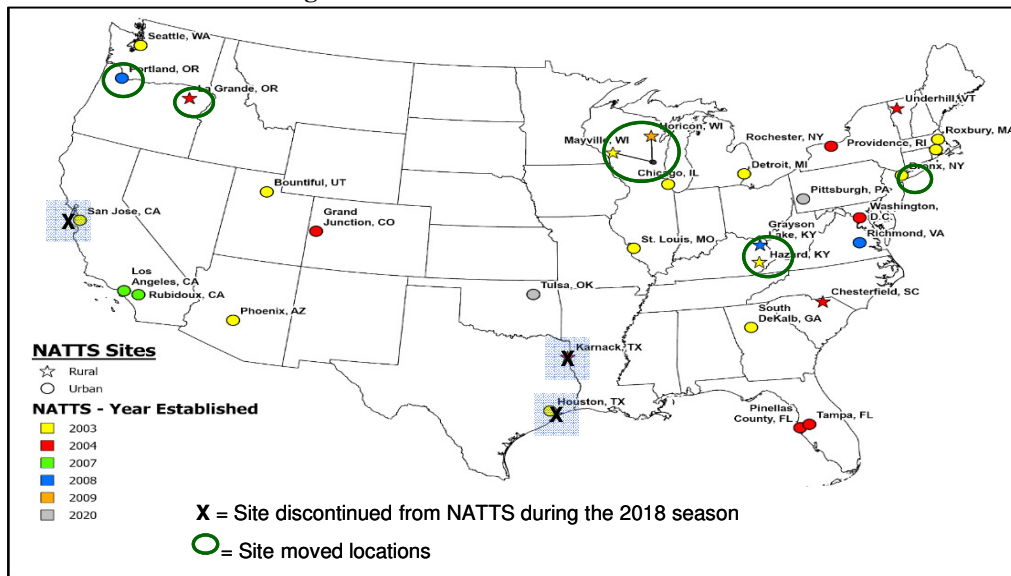 Seattle, WA
Portland, OR
La Grande, OR
Mayville, WI
Horicon, WI
Chicago, IL
Detroit, MI
Rochester, NY
Underhill, VT
Roxbury, MA
Providence, RI
Bronx, NY
Pittsburgh, PA
Washington,
D.C.
Richmond, VA
Grayson
Lake, KY
Hazard, KY
St. Louis, MO
Bountiful, UT
Grand
Junction, CO
San Jose, CA
X
Los
Angeles, CA
Rubidoux, CA
Phoenix, AZ
Tulsa, OK
Chesterfield, SC
South
DeKalb, GA
Karnack, TX
X
Houston, TX
X
Pinellas
County, FL
Tampa, FL
NATTS Sites
Rural
Urban
NATTS - Year Established
2003
2004
2007
2008
2009
2020
X = Site discontinued from NATTS during the 2018 season
= Site moved locations